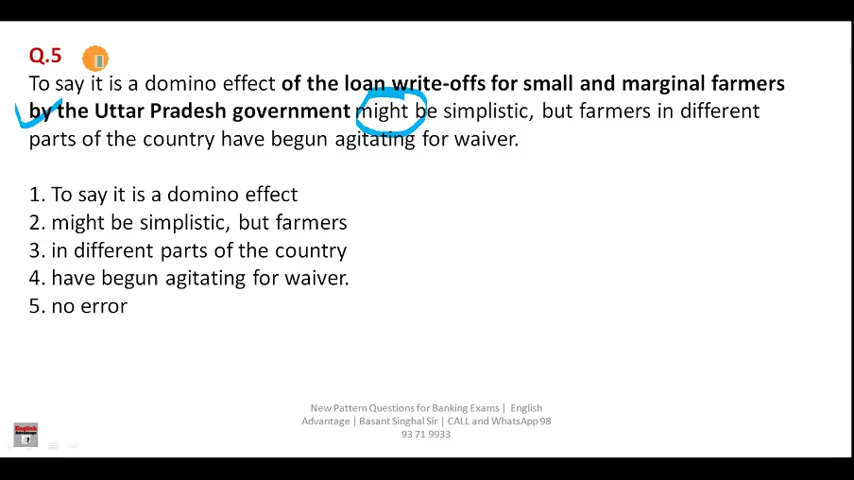 Q.5
To say it is a domino effect of the loan write-offs for small and marginal farmers
by the Uttar Pradesh government might be simplistic, but farmers in different
parts of the country have begun agitating for waiver.
1. To say it is a domino effect
2. might be simplistic, but farmers
3. in different parts of the country
4. have begun agitating for waiver.
5. no error
New Pattern Questions for Banking Exams | English
Advantage | Basant Singhal Sir | CALL and WhatsApp 98
93 71 9933
English
Advantage